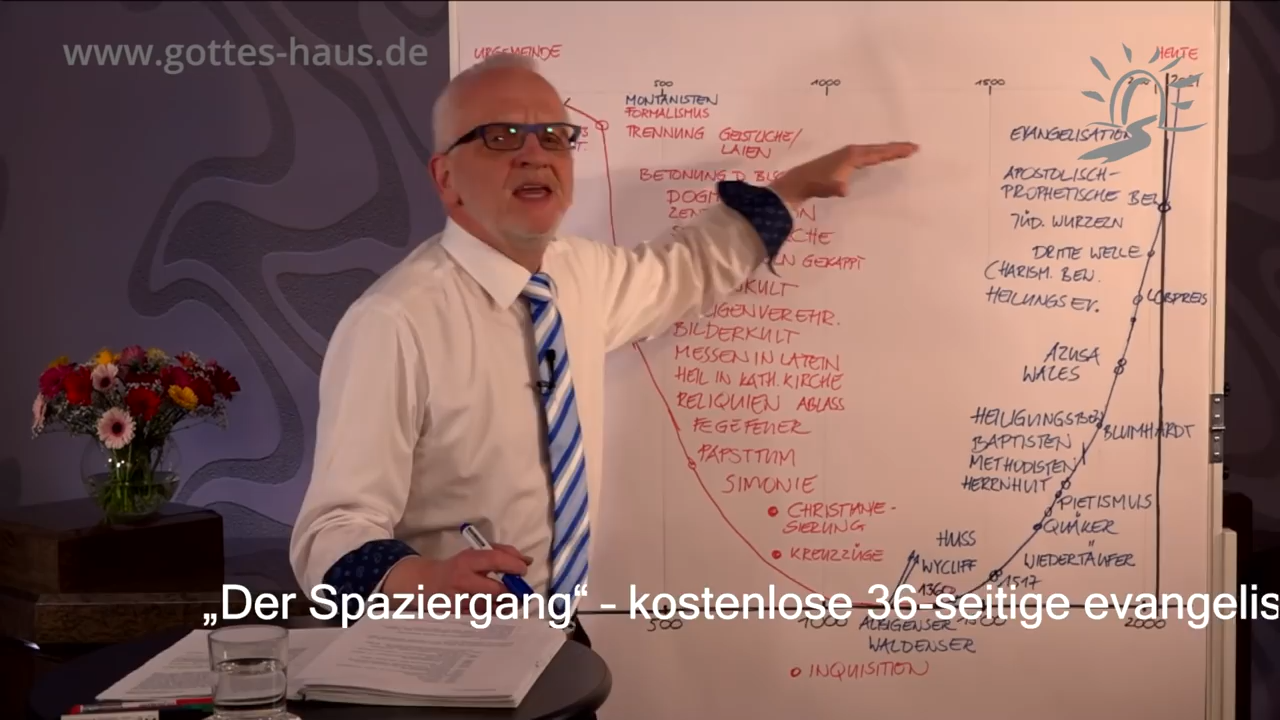 www.gottes-haus.de
URGEMEINDE
HEUTE
500
1000
1500
MONTANISTEN
FORMALISMUS
TRENNUNG GEISTLICHE/
LAIEN
BETONUNG D.
GEKAPPT
BILDERKULT
MESSEN IN LATEIN
HEIL IN KATH. KIRCHE
RELIQUIEN ABLASS
FEGEFEUER
PAPSTTUM
SIMONIE
CHRISTIANI-
SIERUNG
KREUZZÜGE
EVANGELISATION
APOSTOLISCH-
PROPHETISCHE BEW
JÜD. WURZELN
DRITTE WELLE
CHARISM. BEW.
HEILUNGSEV.
LOBPREIS
AZUSA
WALES
HEILIGUNGSBEW
BLUMHARDT
BAPTISTEN
METHODISTEN
HERRNHUT
PIETISMUS
QUÄKER
HUSS
WYCLIFF
WIEDERTÄUFER
1517
„Der Spaziergang“ - kostenlose 36-seitige evangelis
500
1000
2000
WALDENSER
INQUISITION